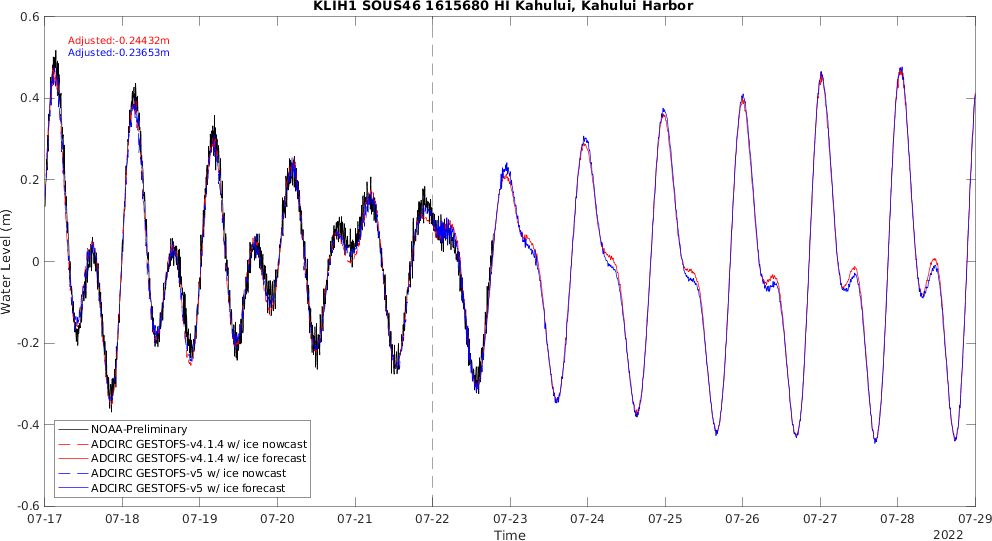 KLIH1 SOUS46 1615680 HI Kahului, Kahului Harbor
Adjusted:-0.24432m
Adjusted:-0.23653m
0.6
0.4
0.2
0
-0.2
-0.4
-0.6
Water Level (m)
NOAA-Preliminary
ADCIRC GESTOFS-v4.1.4 w/ ice nowcast
ADCIRC GESTOFS-v4.1.4 w/ ice forecast
ADCIRC GESTOFS-v5 w/ ice nowcast
ADCIRC GESTOFS-v5 w/ ice forecast
07-17 07-18 07-19 07-20 07-21 07-22 07-23 07-24 07-25 07-26 07-27 07-28 07-29
Time
2022